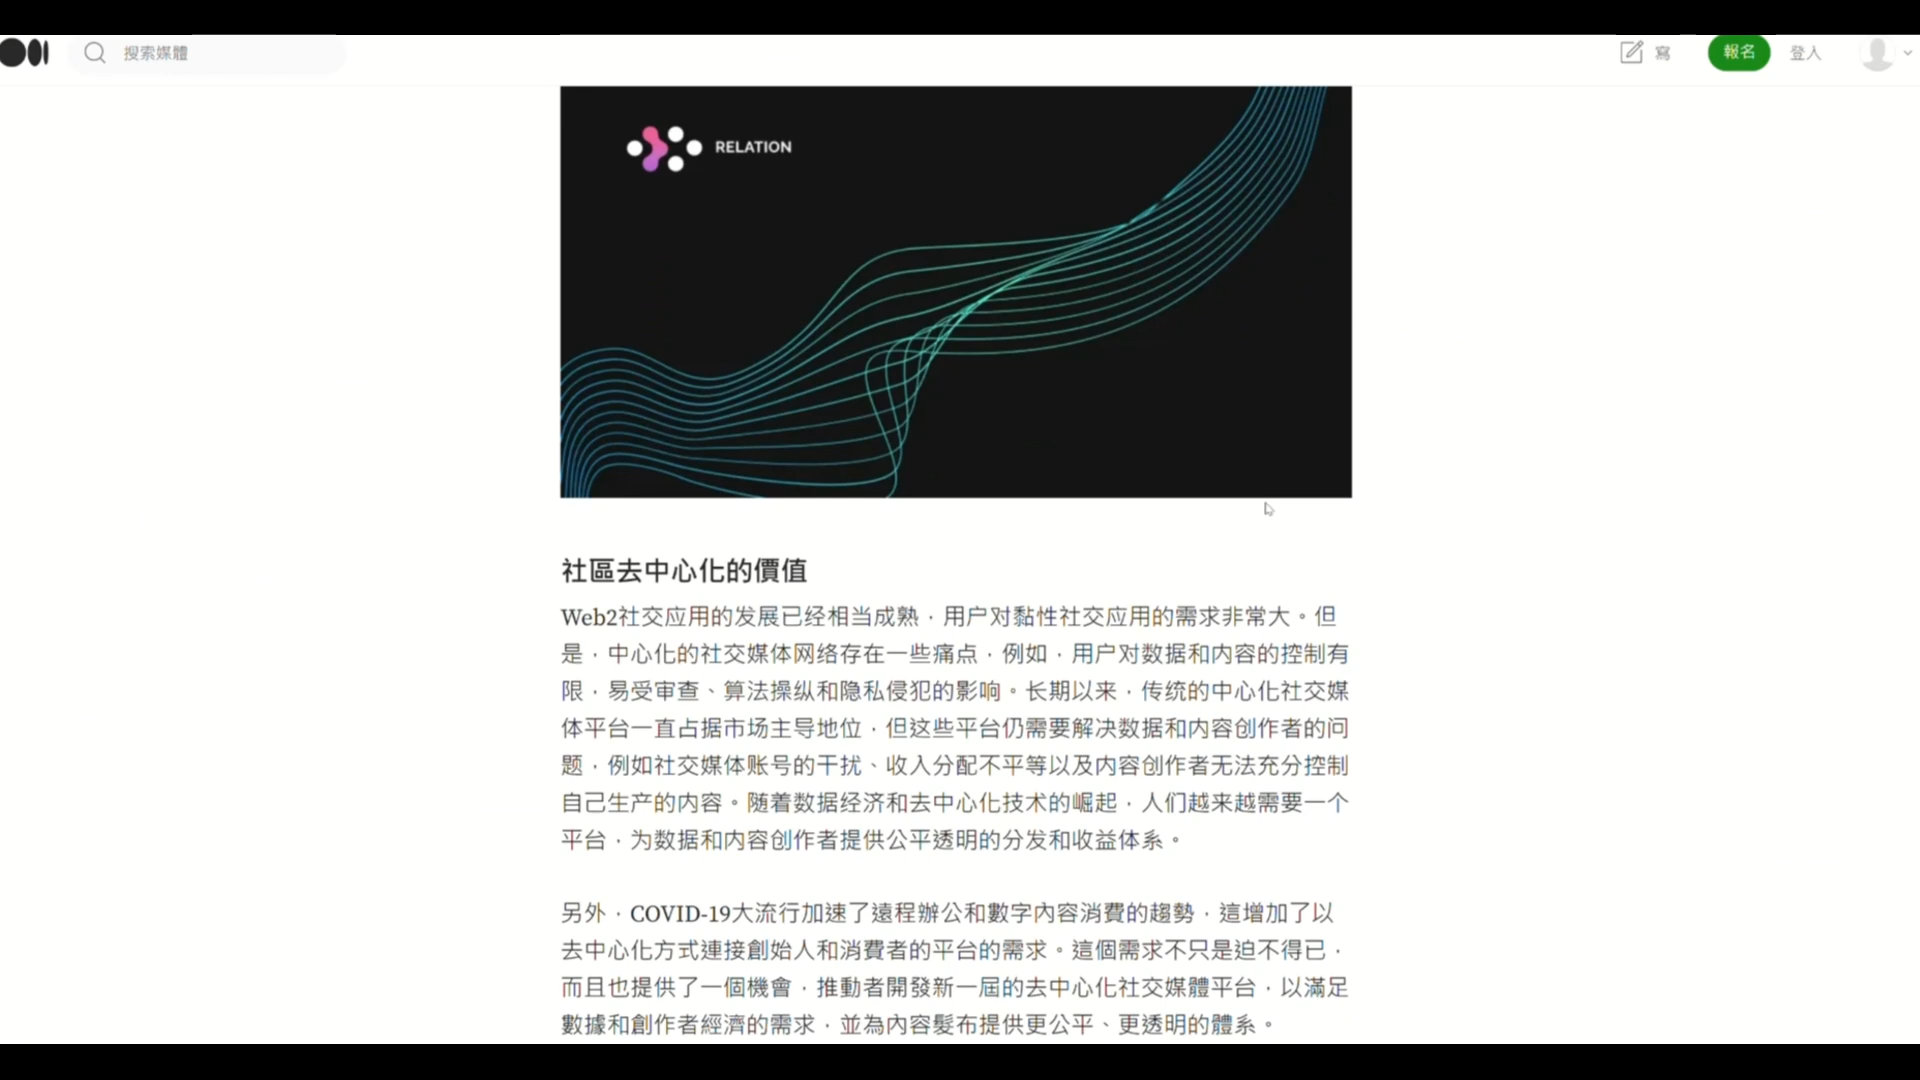 搜索媒體
寫
報名
登入
RELATION
社區去中心化的價值
Web2社交应用的发展已经相当成熟，用户对黏性社交应用的需求非常大。但
是，中心化的社交媒体网络存在一些痛点，例如，用户对数据和内容的控制有
限，易受审查、算法操纵和隐私侵犯的影响。长期以来，传统的中心化社交媒
体平台一直占据市场主导地位，但这些平台仍需要解决数据和内容创作者的问
题，例如社交媒体账号的干扰、收入分配不平等以及内容创作者无法充分控制
自己生产的内容。随着数据经济和去中心化技术的崛起，人们越来越需要一个
平台，为数据和内容创作者提供公平透明的分发和收益体系。
另外，COVID-19大流行加速了遠程辦公和數字內容消費的趨勢，這增加了以
去中心化方式連接創始人和消費者的平台的需求。這個需求不只是迫不得已，
而且也提供了一個機會，推動者開發新一屆的去中心化社交媒體平台，以滿足
數據和創作者經濟的需求，並為內容髮布提供更公平、更透明的體系。